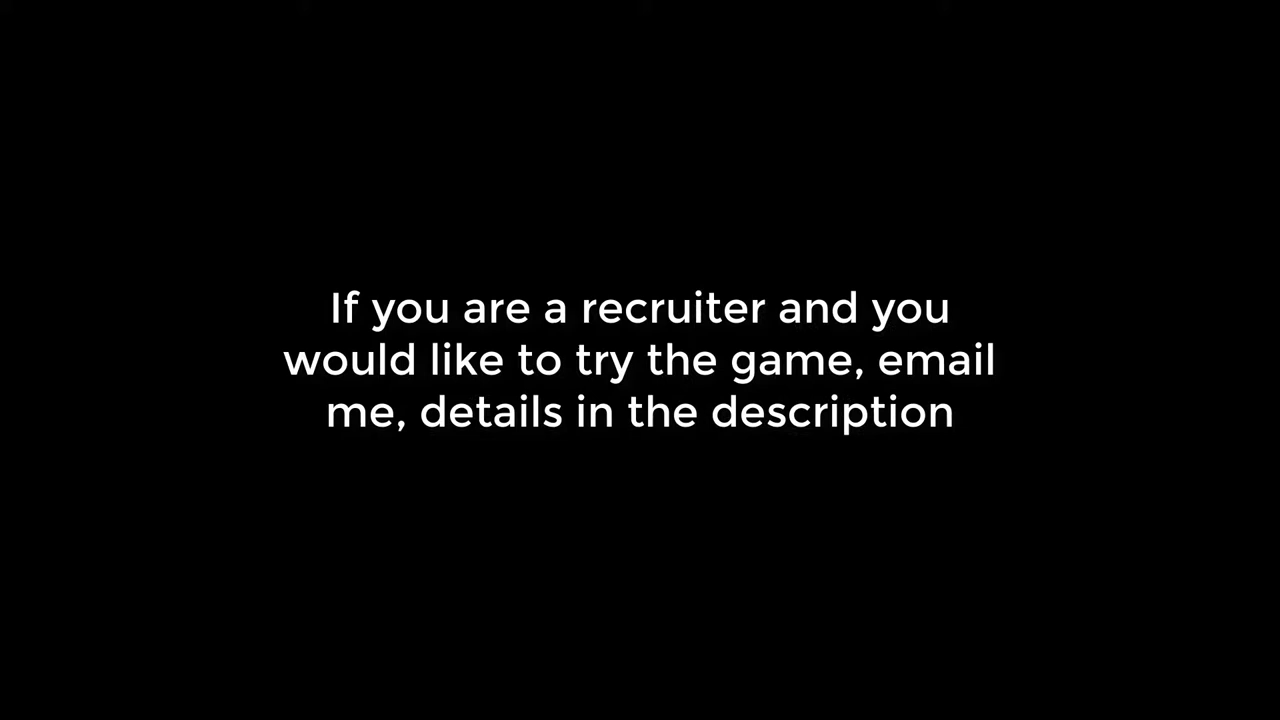 If you are a recruiter and you
would like to try the game, email
me, details in the description